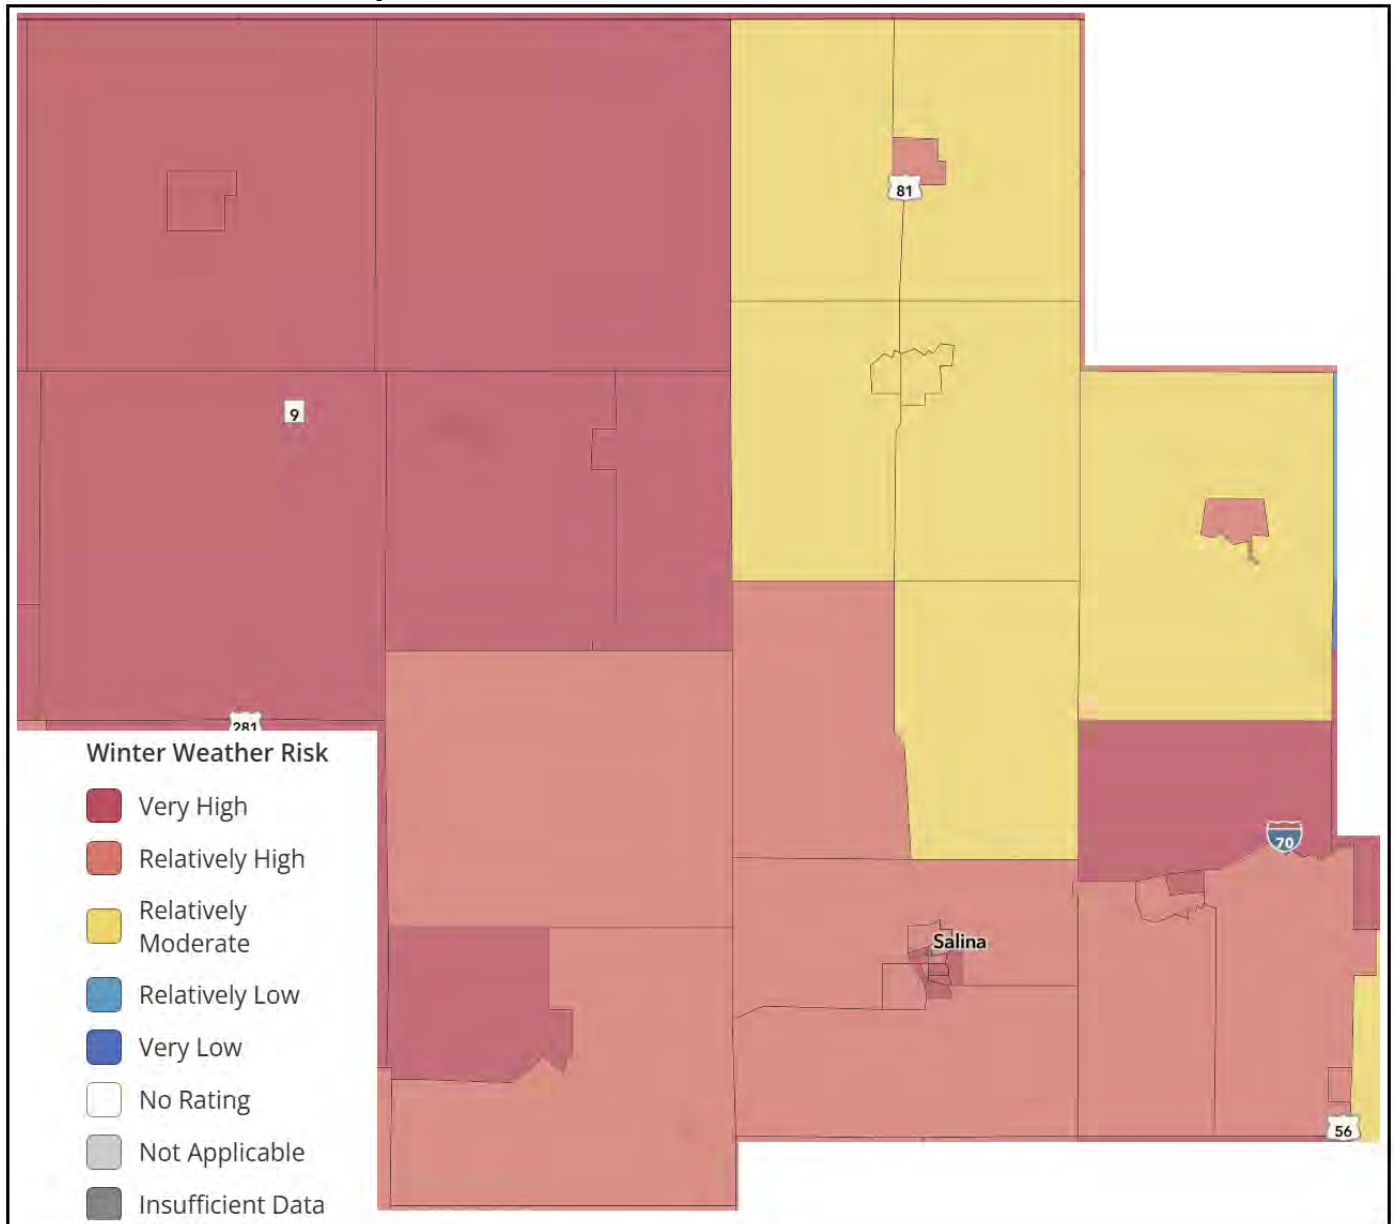 81
9
281
Winter Weather Risk
Very High
Relatively High
Relatively
Moderate
Relatively Low
Very Low
No Rating
Not Applicable
Insufficient Data
70
Salina
56